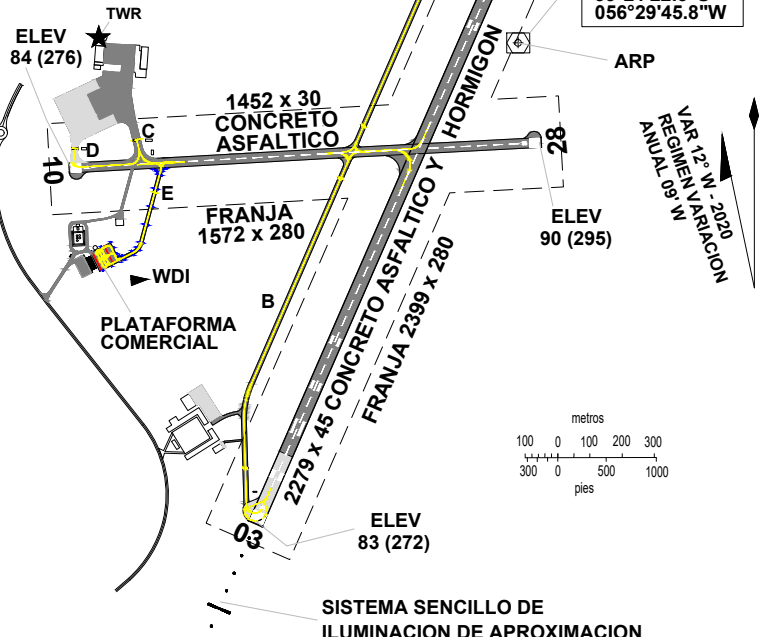 056°29'45.8"W
TWR
ELEV
84 (276)
ARP
1452 x 30
CONCRETO
ASFALTICO
HORMIGON
C
D
10
28
E
VAR 12° W - 2020
REGIMEN VARIACION
ANUAL 09' W
FRANJA
1572 x 280
ELEV
90 (295)
WDI
B
PLATAFORMA
COMERCIAL
2279 x 45 CONCRETO ASFALTICO Y
FRANJA 2399 x 280
metros
100 0 100 200 300
300 0 500 1000
pies
03
ELEV
83 (272)
SISTEMA SENCILLO DE
ILUMINACION DE APROXIMACION